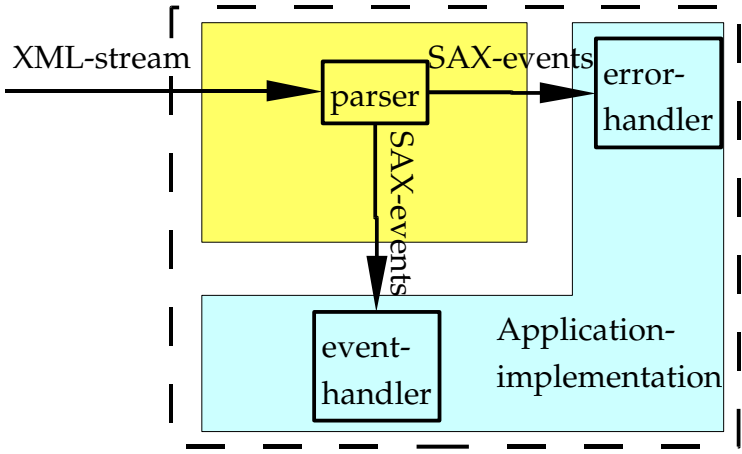 XML-stream
SAX-events
parser
error-
handler
SAX-events
event-
handler
Application-
implementation